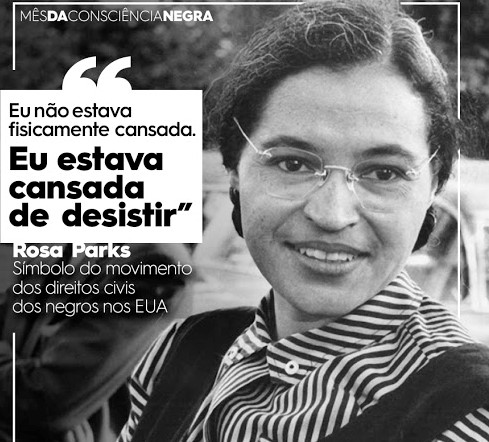 MÊSDACONSCIÊNCIANEGRA
“
Eu não estava
fisicamente cansada.
Eu estava
cansada
de desistir”
Rosa Parks
Símbolo do movimento
dos direitos civis
dos negros nos EUA